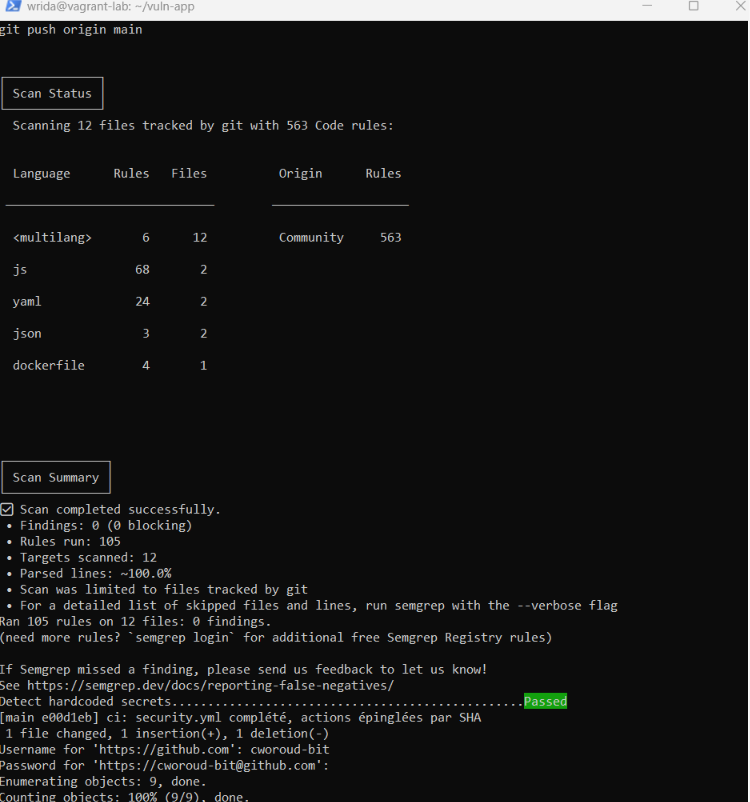 wrida@vagrant-lab: ~/vuln-app
git push origin main
Scan Status
Scanning 12 files tracked by git with 563 Code rules:
Language Rules Files Origin Rules
<multilang> 6 12 Community 563
js 68 2
yaml 24 2
json 3 2
dockerfile 4 1
Scan Summary
✓ Scan completed successfully.
• Findings: 0 (0 blocking)
• Rules run: 105
• Targets scanned: 12
• Parsed lines: ~100.0%
• Scan was limited to files tracked by git
• For a detailed list of skipped files and lines, run semgrep with the --verbose flag
Ran 105 rules on 12 files: 0 findings.
(need more rules? `semgrep login` for additional free Semgrep Registry rules)
If Semgrep missed a finding, please send us feedback to let us know!
See https://semgrep.dev/docs/reporting-false-negatives/
Detect hardcoded secrets..............................................Passed
[main e00d1eb] ci: security.yml complété, actions épinglées par SHA
1 file changed, 1 insertion(+), 1 deletion(-)
Username for 'https://github.com': cworoud-bit
Password for 'https://cworoud-bit@github.com':
Enumerating objects: 9, done.
Counting objects: 100% (9/9), done.